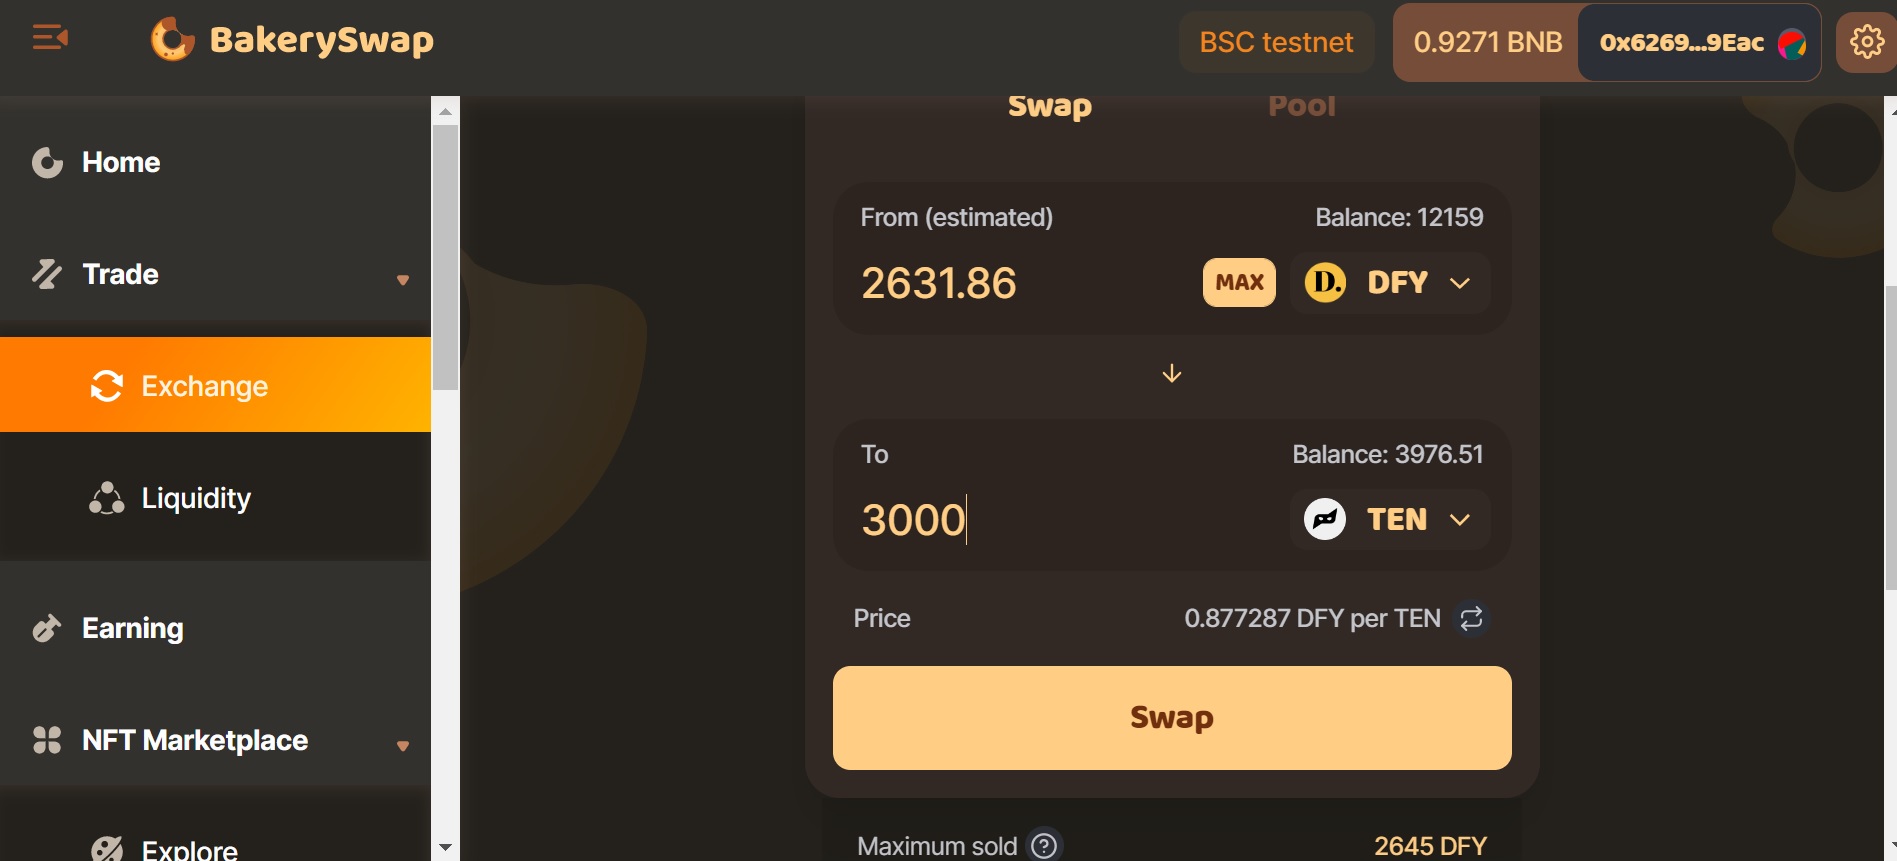 BakerySwap
BSC testnet
0.9271 BNB
0x6269...9Eac
Home
Trade
Exchange
Liquidity
Earning
NFT Marketplace
Explore
Swap
Pool
From (estimated)
Balance: 12159
2631.86
MAX
D.
DFY
To
Balance: 3976.51
3000
TEN
Price
0.877287 DFY per TEN
Swap
Maximum sold
?
2645 DFY